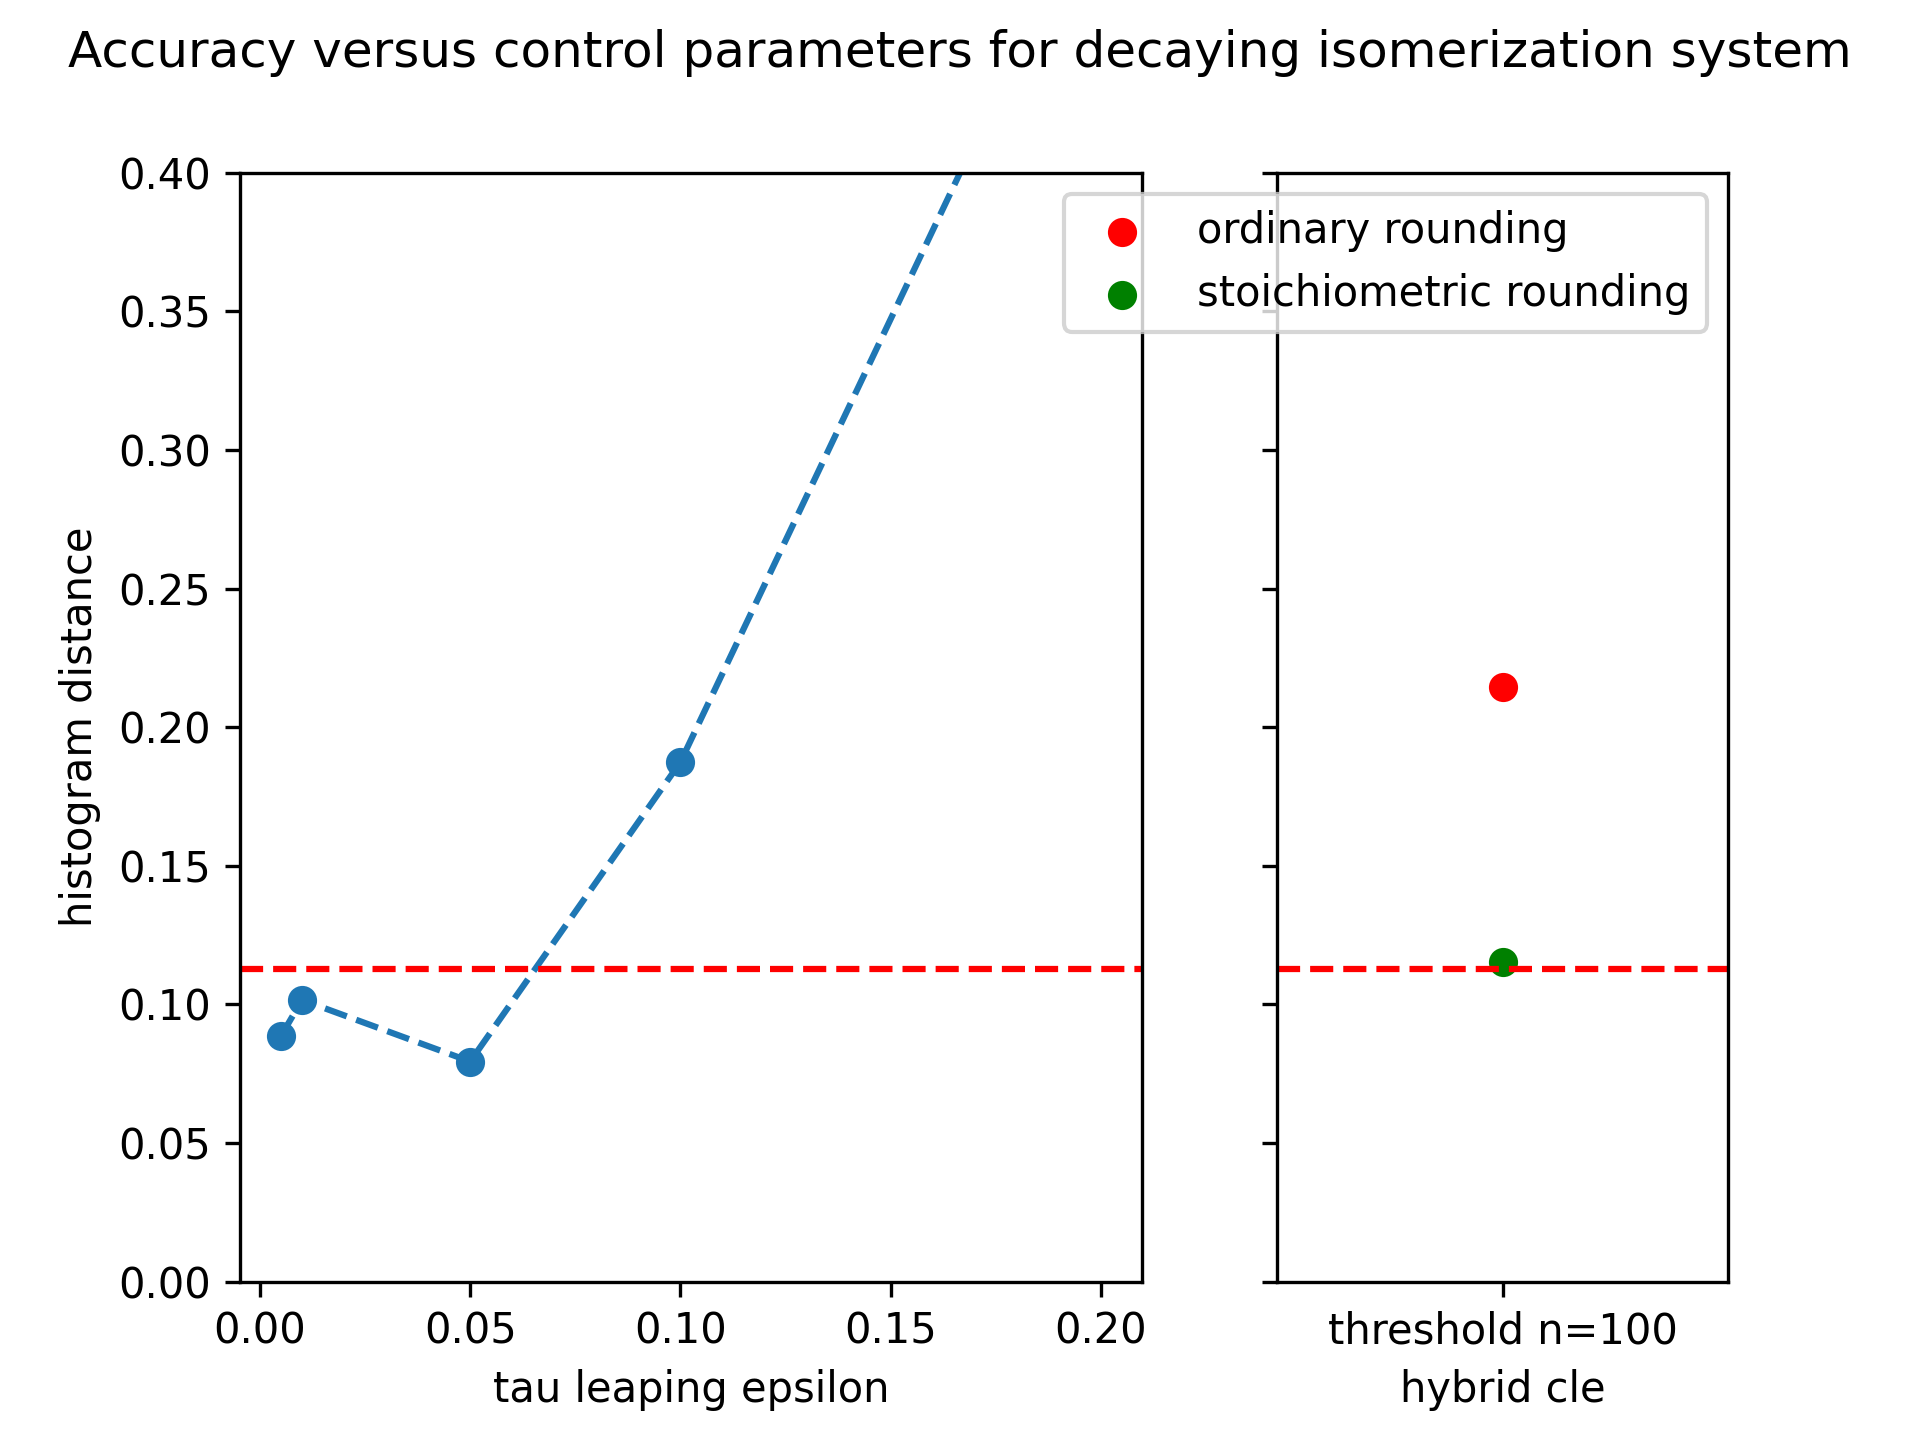 Accuracy versus control parameters for decaying isomerization system
ordinary rounding
stoichiometric rounding
histogram distance
0.40
0.35
0.30
0.25
0.20
0.15
0.10
0.05
0.00
0.00 0.05 0.10 0.15 0.20
tau leaping epsilon
threshold n=100
hybrid cle